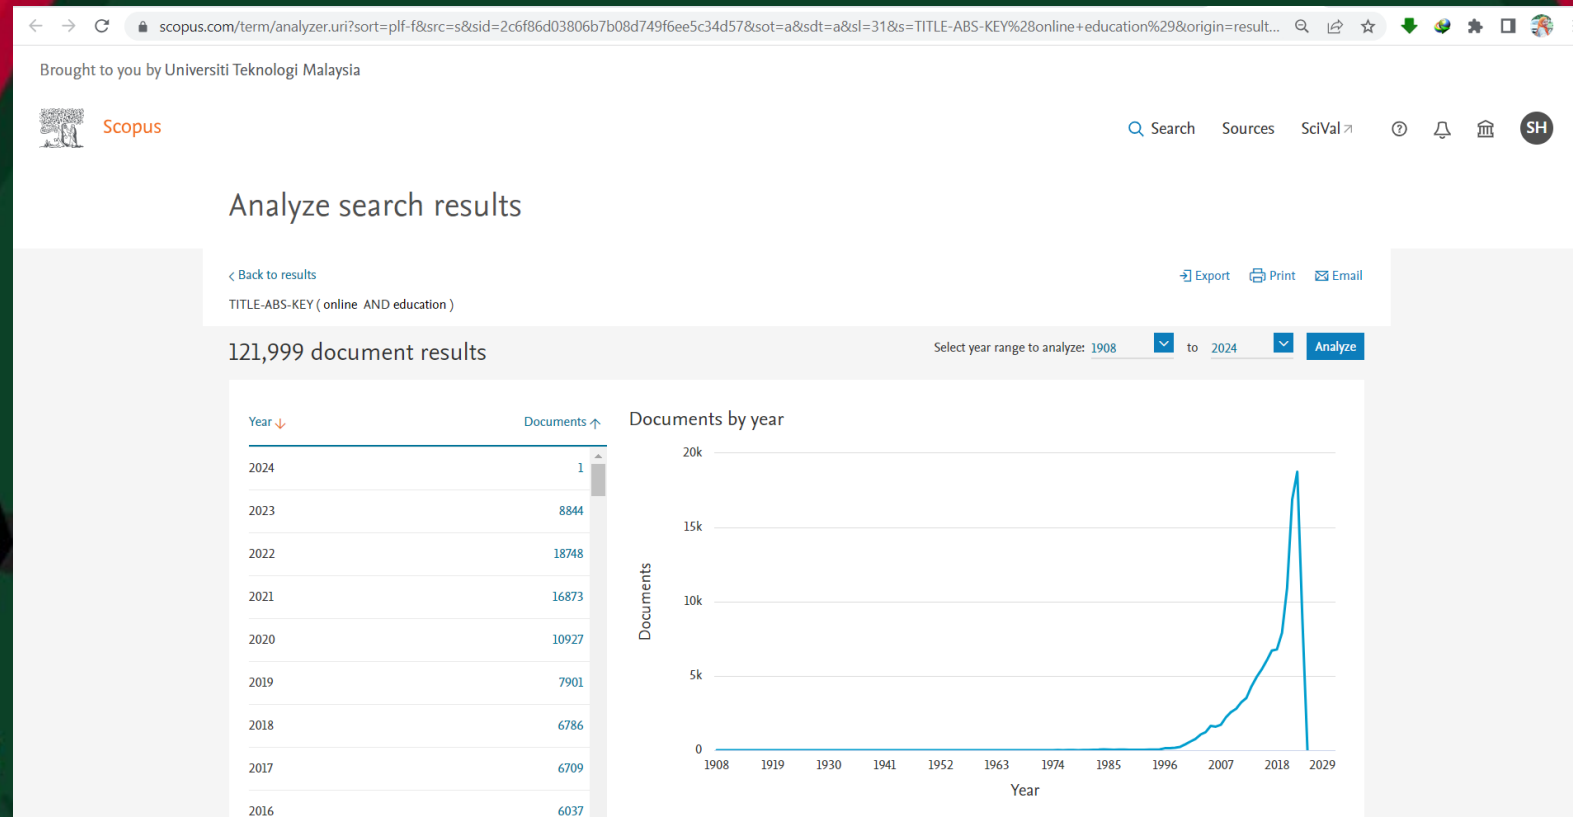 scopus.com/term/analyzer.uri?sort=plf-f&src=s&sid=2c6f86d03806b7b08d749f6ee5c34d57&sot=a&sdt=a&sl=31&s=TITLE-ABS-KEY%28online+education%29&origin=result...
Brought to you by Universiti Teknologi Malaysia
Scopus
Search Sources SciVal SH
Analyze search results
Back to results
Export Print Email
TITLE-ABS-KEY ( online AND education )
121,999 document results
Select year range to analyze: 1908 to 2024 Analyze
Year Documents
2024 1
2023 8844
2022 18748
2021 16873
2020 10927
2019 7901
2018 6786
2017 6709
2016 6037
Documents by year
20k
15k
10k
5k
0
Documents
1908 1919 1930 1941 1952 1963 1974 1985 1996 2007 2018 2029
Year